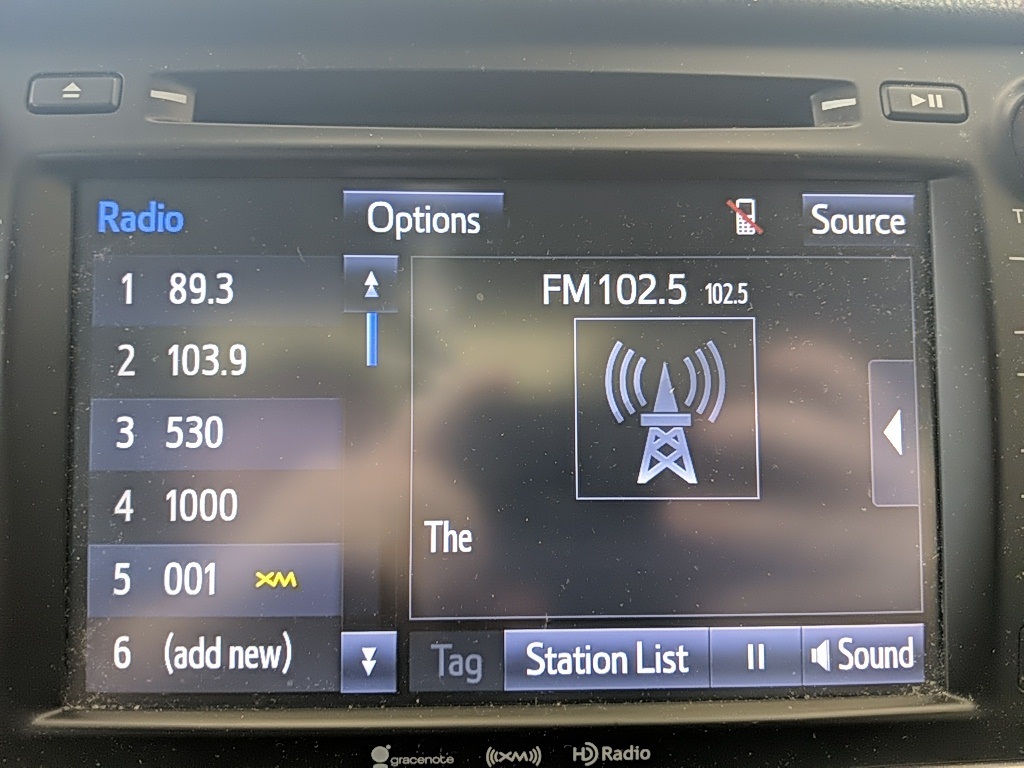 Radio
Options
Source
1 89.3
2 103.9
3 530
4 1000
5 001 XM
6 (add new)
FM 102.5 102.5
The
Tag
Station List
Sound
gracenote
((XM))
HD Radio
T